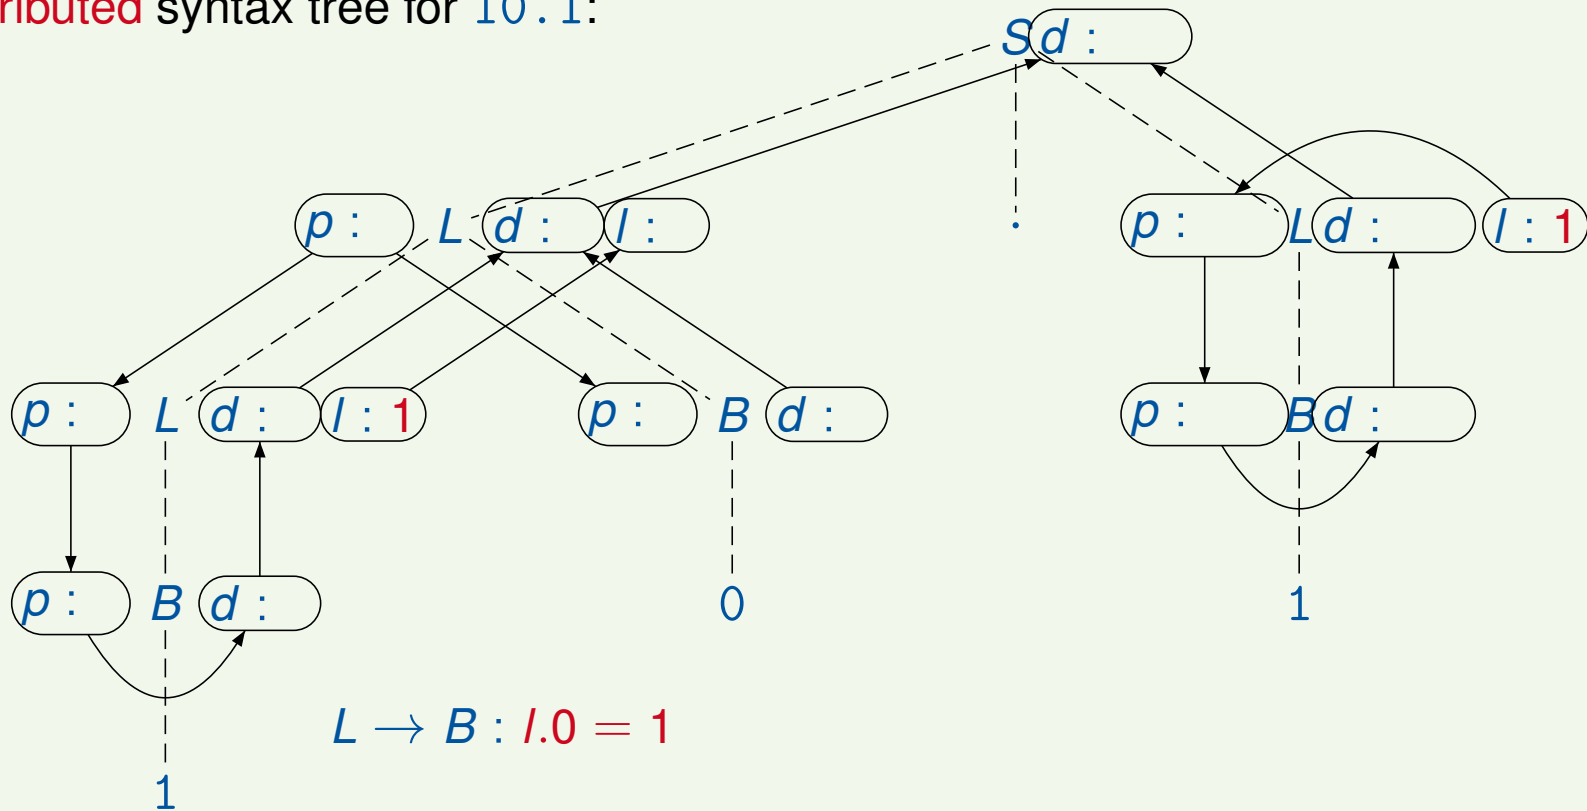 ributed syntax tree for 10.1:
S d :
p : L d : l : . p : L d : l : 1
p : L d : l : 1 p : B d : p : B d :
p : B d : 0 1
L → B : l.0 = 1
1